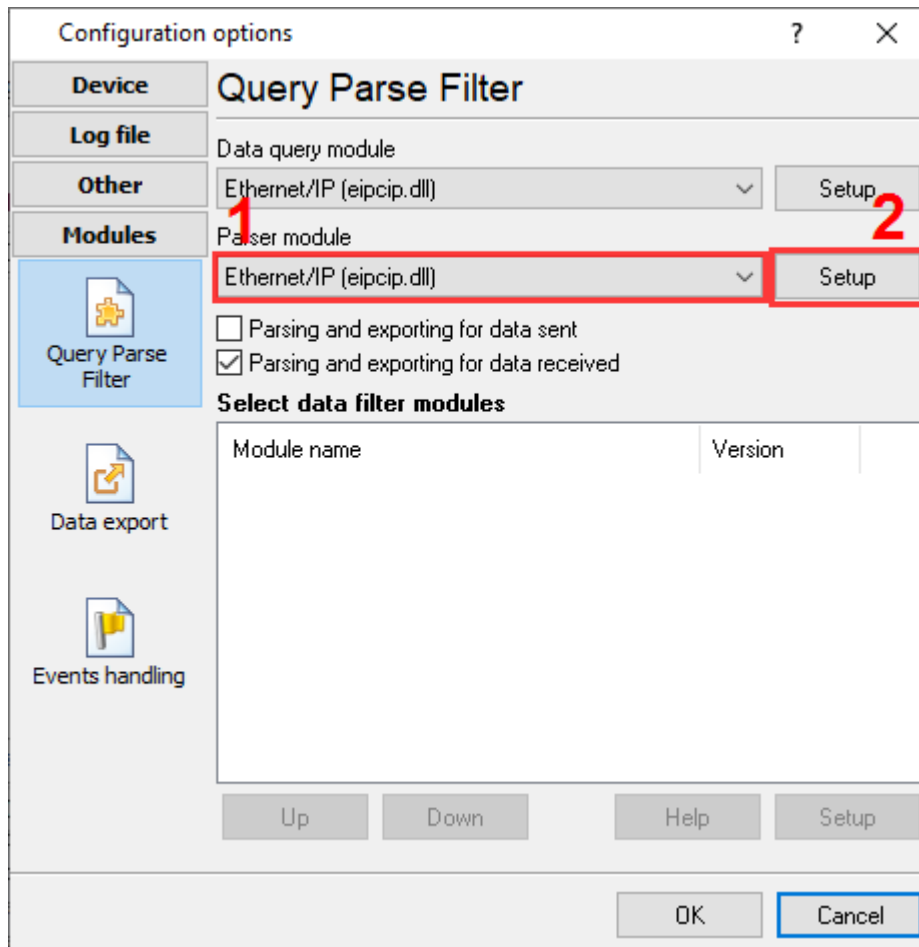 Configuration options
?
Device
Log file
Other
Modules
Query Parse
Filter
Data export
Events handling
Query Parse Filter
Data query module
Ethernet/IP (eipcip.dll)
Setup
1
2
Parser module
Ethernet/IP (eipcip.dll)
Setup
Parsing and exporting for data sent
Parsing and exporting for data received
Select data filter modules
Module name Version
Up Down Help Setup
OK Cancel